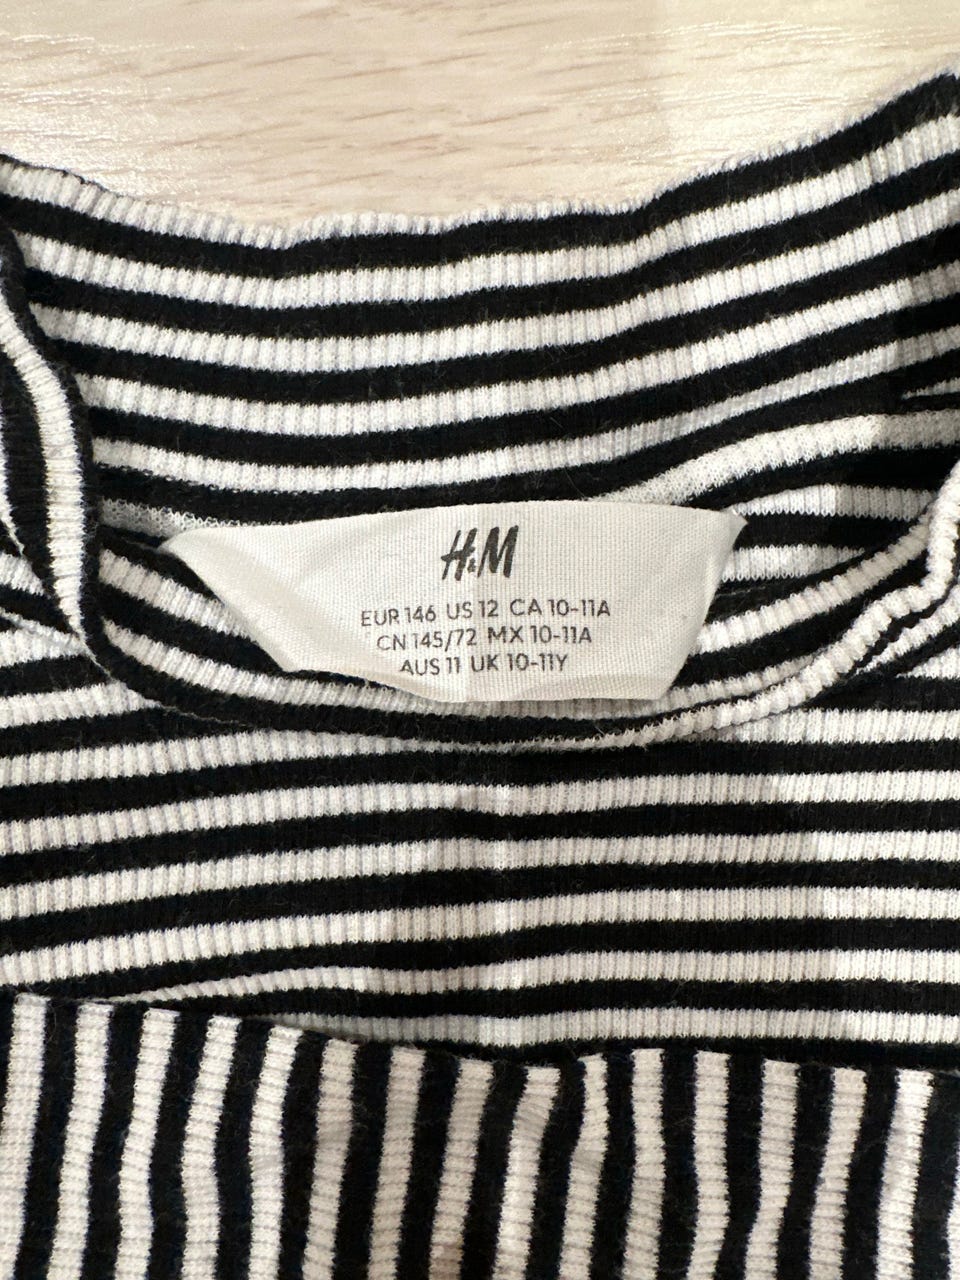 H&M
EUR 146 US 12 CA 10-11A
CN 145/72 MX 10-11A
AUS 11 UK 10-11Y